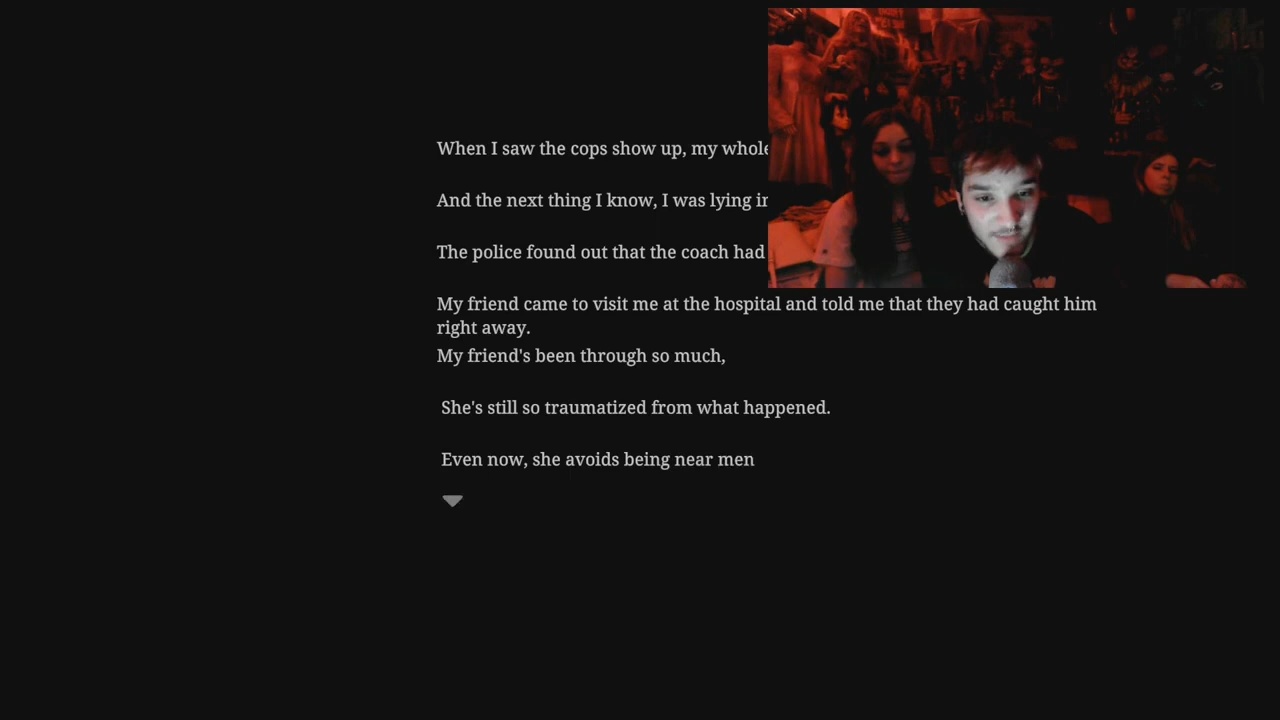 When I saw the cops show up, my whole
And the next thing I know, I was lying in
The police found out that the coach had
My friend came to visit me at the hospital and told me that they had caught him
right away.
My friend's been through so much,
She's still so traumatized from what happened.
Even now, she avoids being near men